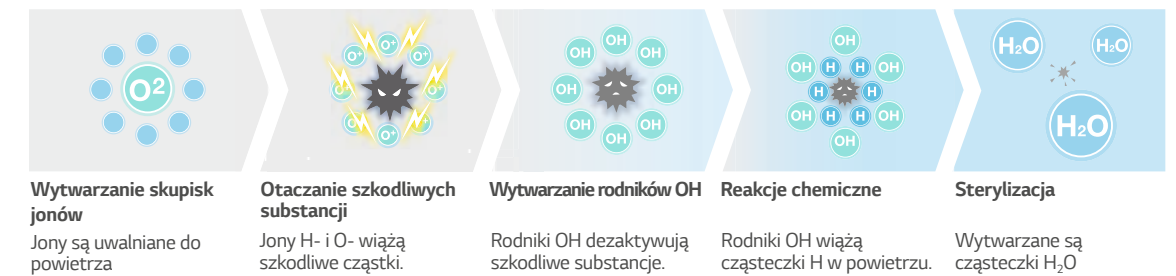 O²
O⁺ O⁺ O⁺ O⁺ O⁺ O⁺ O⁺ O⁺
OH OH OH OH OH OH OH OH
OH
OH H H OH
H H
OH H H OH
OH
H₂O H₂O
H₂O
Wytwarzanie skupisk
jonów
Jony są uwalniane do
powietrza
Otaczanie szkodliwych
substancji
Jony H- i O- wiążą
szkodliwe cząstki.
Wytwarzanie rodników OH
Rodniki OH dezaktywują
szkodliwe substancje.
Reakcje chemiczne
Rodniki OH wiążą
cząsteczki H w powietrzu.
Sterylizacja
Wytwarzane są
cząsteczki H₂O